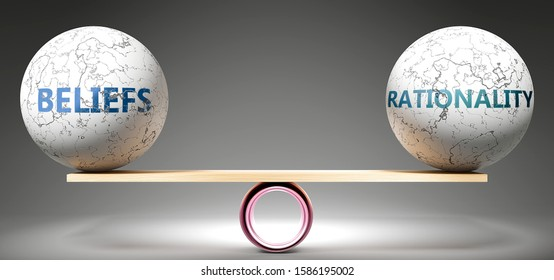 BELIEFS
RATIONALITY
shutterstock.com · 1586195002